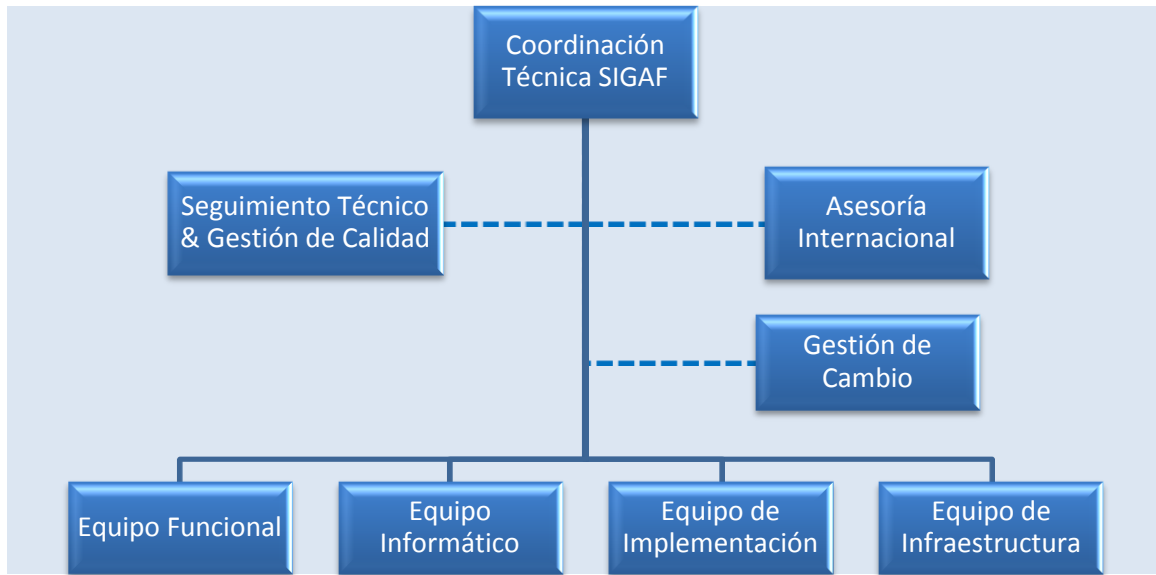 Coordinación
Técnica SIGAF
Seguimiento Técnico
& Gestión de Calidad
Asesoría
Internacional
Gestión de
Cambio
Equipo Funcional
Equipo
Informático
Equipo de
Implementación
Equipo de
Infraestructura